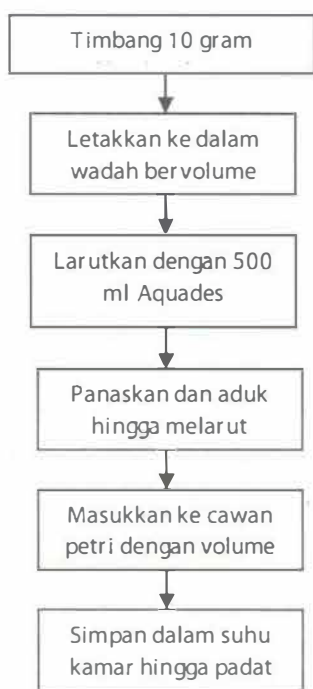 Timbang 10 gram
Letakkan ke dalam
wadah bervolume
Larutkan dengan 500
ml Aquades
Panaskan dan aduk
hingga melarut
Masukkan ke cawan
petri dengan volume
Simpan dalam suhu
kamar hingga padat